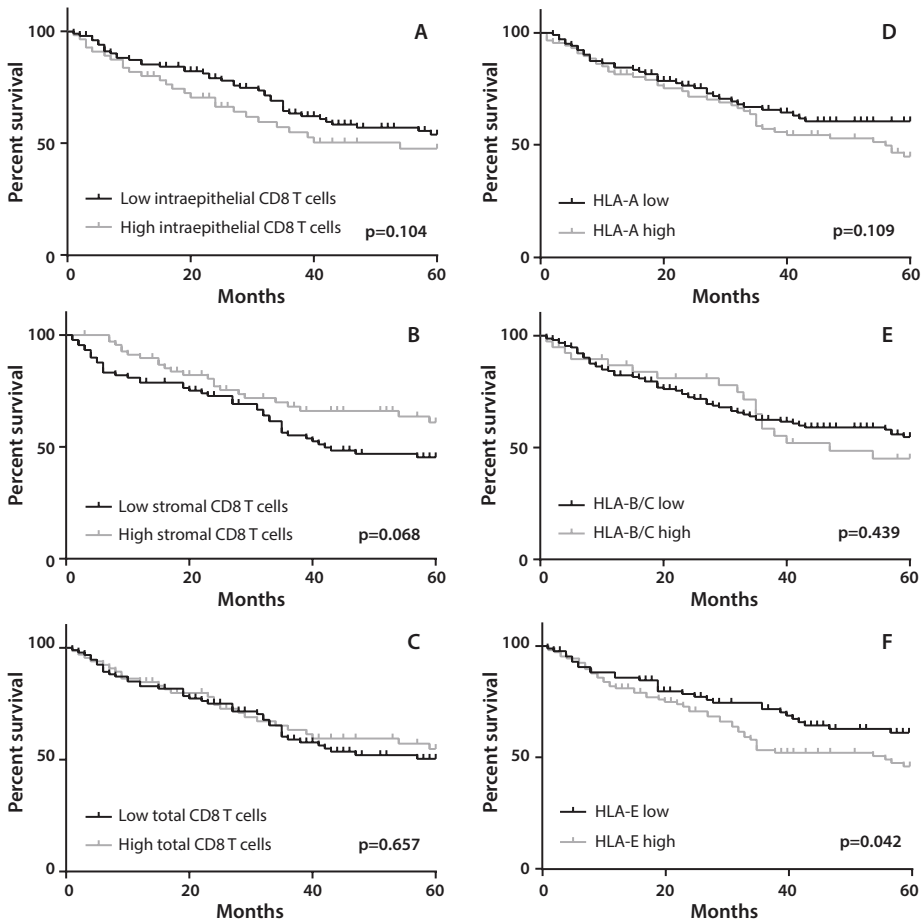 A
Percent survival
100
50
0
Low intraepithelial CD8 T cells
High intraepithelial CD8 T cells
p=0.104
0 20 40 60
Months
D
Percent survival
100
50
0
HLA-A low
HLA-A high
p=0.109
0 20 40 60
Months
B
Percent survival
100
50
0
Low stromal CD8 T cells
High stromal CD8 T cells
p=0.068
0 20 40 60
Months
E
Percent survival
100
50
0
HLA-B/C low
HLA-B/C high
p=0.439
0 20 40 60
Months
C
Percent survival
100
50
0
Low total CD8 T cells
High total CD8 T cells
p=0.657
0 20 40 60
Months
F
Percent survival
100
50
0
HLA-E low
HLA-E high
p=0.042
0 20 40 60
Months